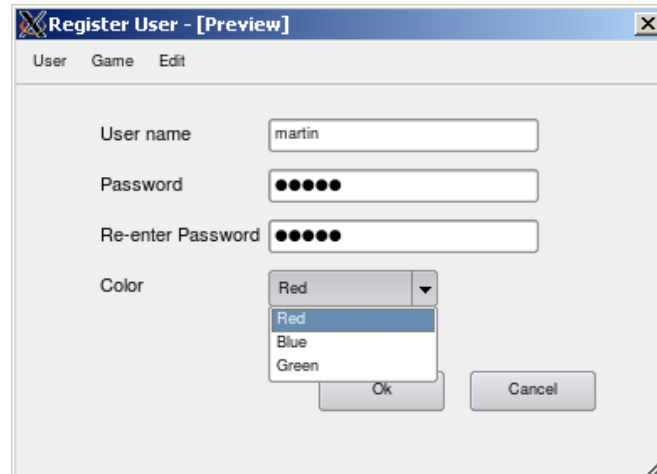 Register User - [Preview]
User Game Edit
User name martin
Password ●●●●●
Re-enter Password ●●●●●
Color Red
Red
Blue
Green
Ok Cancel